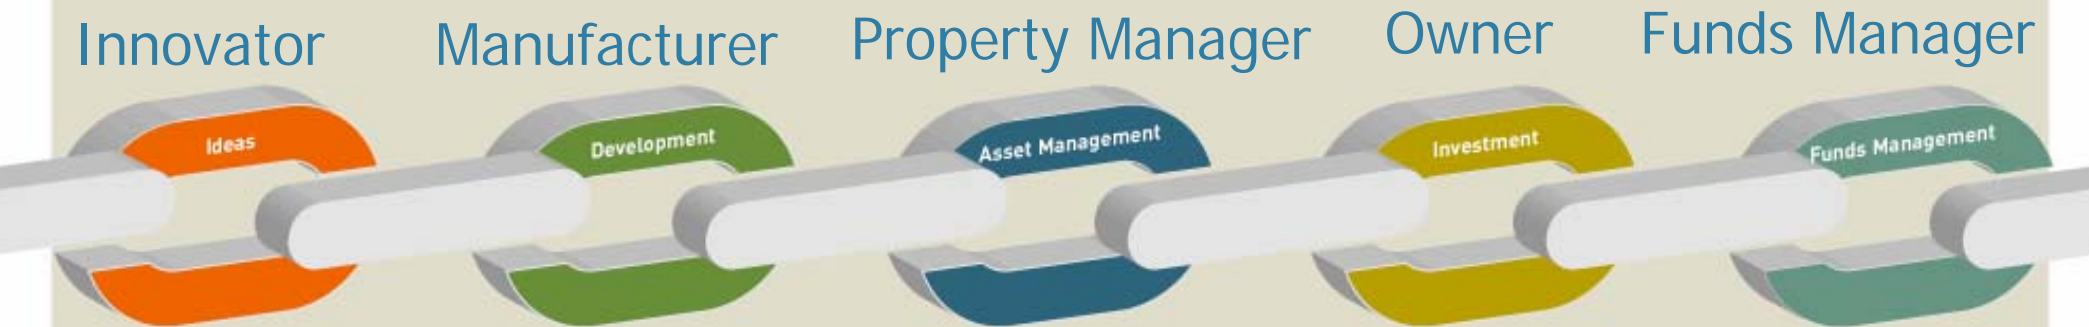 Innovator Manufacturer Property Manager Owner Funds Manager
Ideas Development Asset Management Investment Funds Management